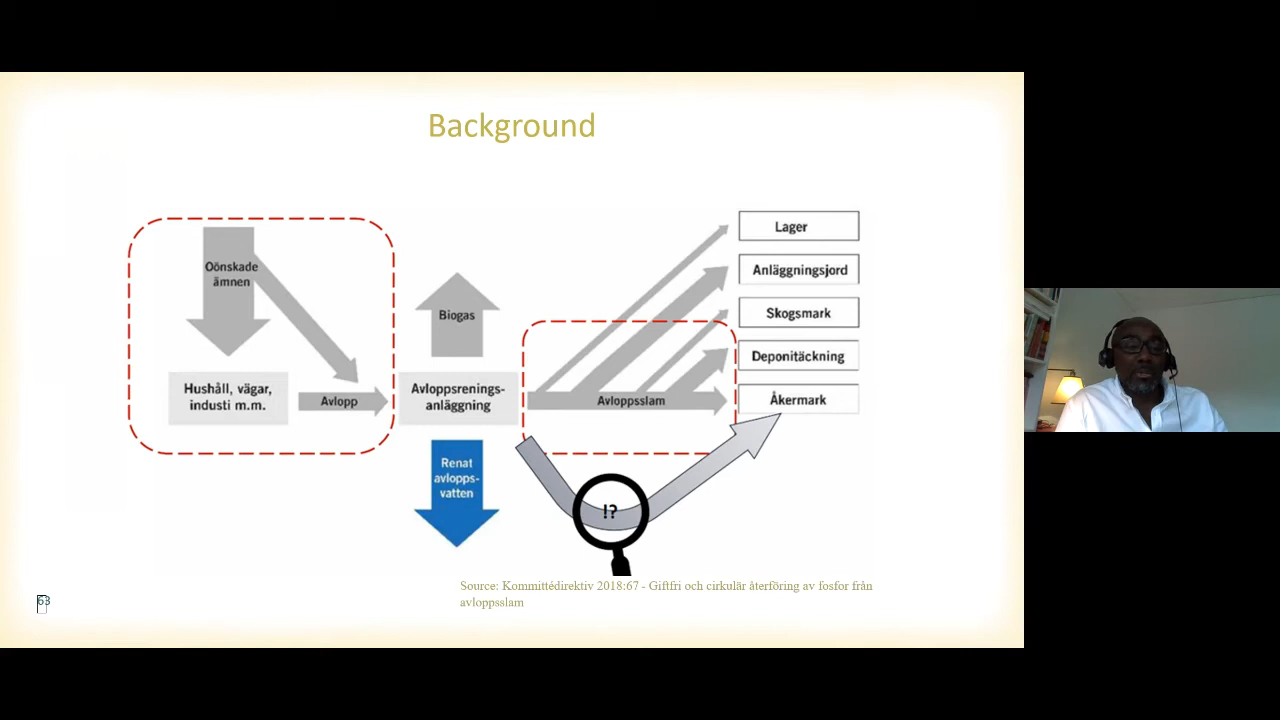 Background
Oönskade
ämnen
Hushåll, vägar,
industi m.m.
Avlopp
Biogas
Avloppsrenings-
anläggning
Renat
avlopps-
vatten
Avloppsslam
Lager
Anläggningsjord
Skogsmark
Deponitäckning
Åkermark
!?
Source: Kommittédirektiv 2018:67 - Giftfri och cirkulär återföring av fosfor från
avloppsslam
63